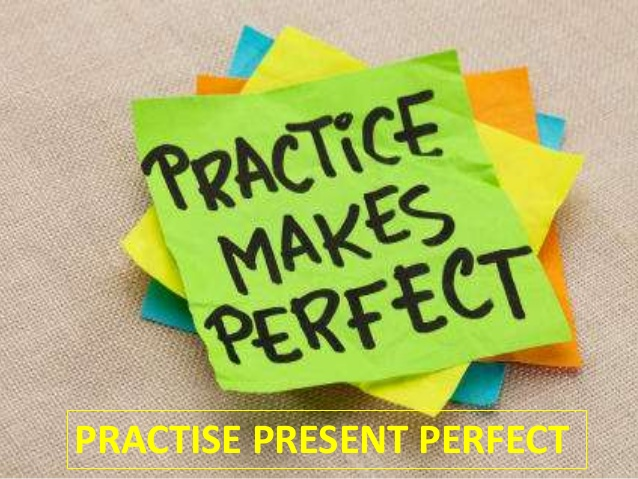 PRACTiCE
MAKES
PERFECT
PRACTISE PRESENT PERFECT